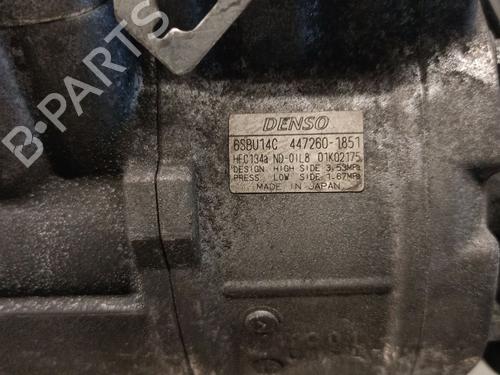 DENSO
6SBU14C 447260-1851
HFC134a ND-OIL8 01K02175
DESIGN HIGH SIDE 3.53MPa
PRESS. LOW SIDE 1.67MPa
MADE IN JAPAN
B-PARTS